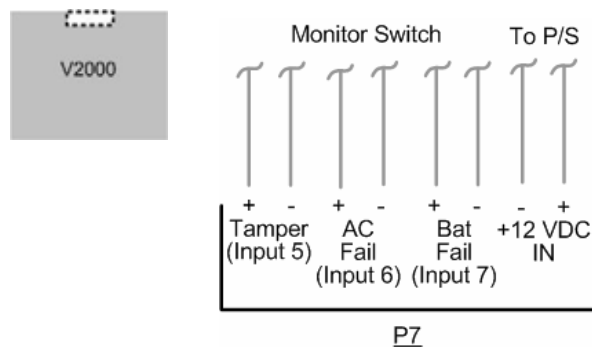 V2000
Monitor Switch To P/S
+ - + - + - - +
Tamper AC Bat +12 VDC
(Input 5) Fail Fail IN
(Input 6) (Input 7)
P7